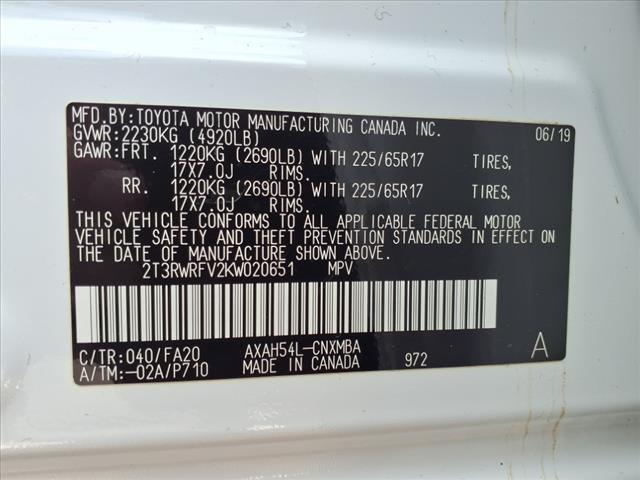 MFD.BY:TOYOTA MOTOR MANUFACTURING CANADA INC. 06/19
GVWR:2230KG (4920LB)
GAWR:FRT. 1220KG (2690LB) WITH 225/65R17 TIRES,
17X7.0J RIMS.
RR. 1220KG (2690LB) WITH 225/65R17 TIRES,
17X7.0J RIMS.
THIS VEHICLE CONFORMS TO ALL APPLICABLE FEDERAL MOTOR
VEHICLE SAFETY AND THEFT PREVENTION STANDARDS IN EFFECT ON
THE DATE OF MANUFACTURE SHOWN ABOVE.
2T3RWRFV2KW020651 MPV
C/TR:040/FA20 AXAH54L-CNXMBA
A/TM:-02A/P710 MADE IN CANADA 972 A